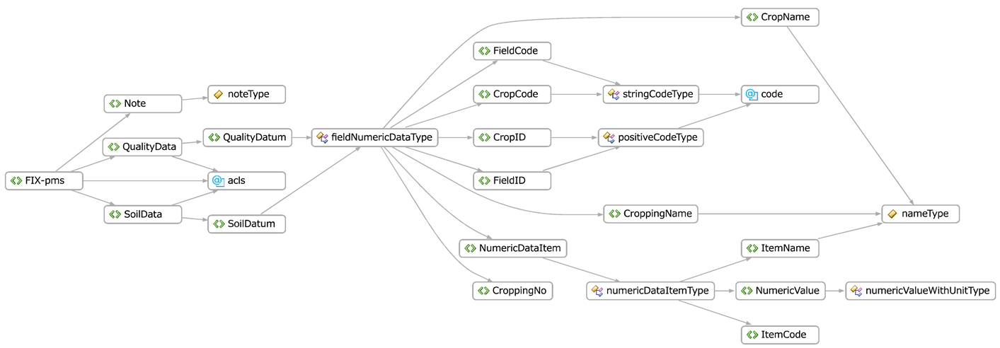 CropName
FieldCode
noteType
CropCode
stringCodeType
code
Note
QualityDatum
fieldNumericDataType
CropID
positiveCodeType
QualityData
FIX-pms
acls
FieldID
SoilData
SoilDatum
CroppingName
nameType
NumericDataItem
ItemName
CroppingNo
numericDataItemType
NumericValue
numericValueWithUnitType
ItemCode